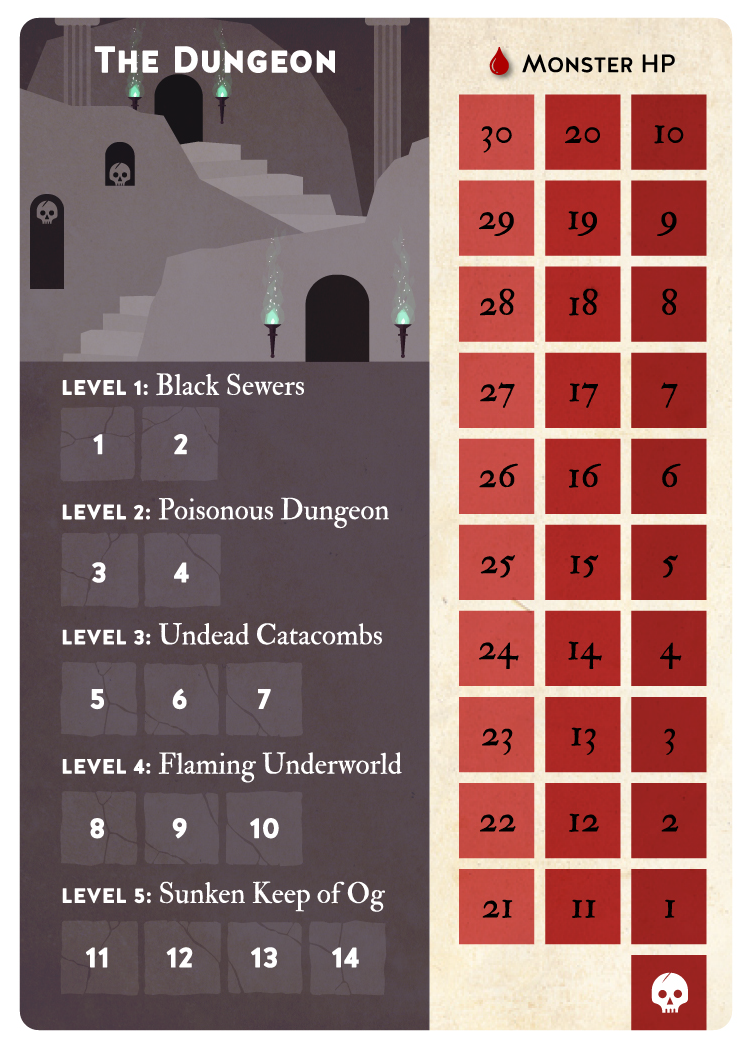 THE DUNGEON
LEVEL 1: Black Sewers
1 2
LEVEL 2: Poisonous Dungeon
3 4
LEVEL 3: Undead Catacombs
5 6 7
LEVEL 4: Flaming Underworld
8 9 10
LEVEL 5: Sunken Keep of Og
11 12 13 14
MONSTER HP
30 20 10
29 19 9
28 18 8
27 17 7
26 16 6
25 15 5
24 14 4
23 13 3
22 12 2
21 11 1